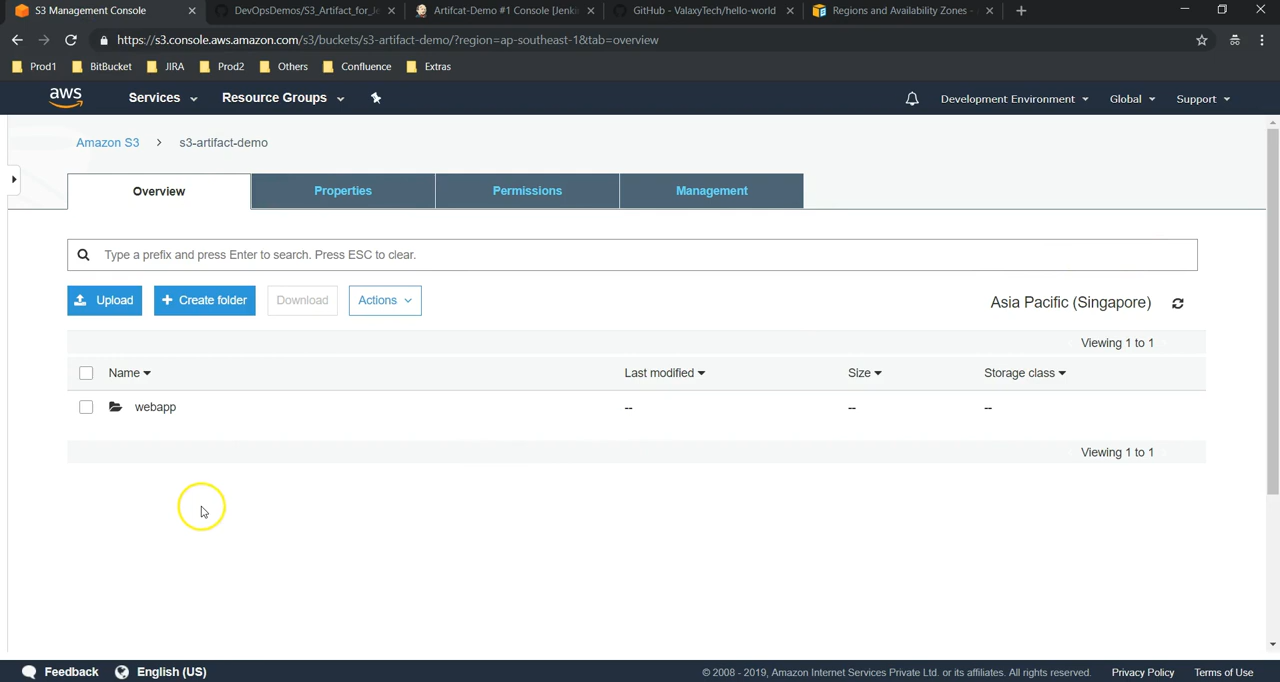 S3 Management Console
DevOpsDemos/S3_Artifact_for_Je
Artifcat-Demo #1 Console [Jenki
GitHub - ValaxyTech/hello-world
Regions and Availability Zones -
https://s3.console.aws.amazon.com/s3/buckets/s3-artifact-demo/?region=ap-southeast-1&tab=overview
Prod1 BitBucket JIRA Prod2 Others Confluence Extras
aws Services Resource Groups Development Environment Global Support
Amazon S3 > s3-artifact-demo
Overview Properties Permissions Management
Type a prefix and press Enter to search. Press ESC to clear.
Upload + Create folder Download Actions Asia Pacific (Singapore)
Viewing 1 to 1
Name Last modified Size Storage class
webapp -- -- --
Viewing 1 to 1
Feedback English (US) © 2008 - 2019, Amazon Internet Services Private Ltd. or its affiliates. All rights reserved. Privacy Policy Terms of Use